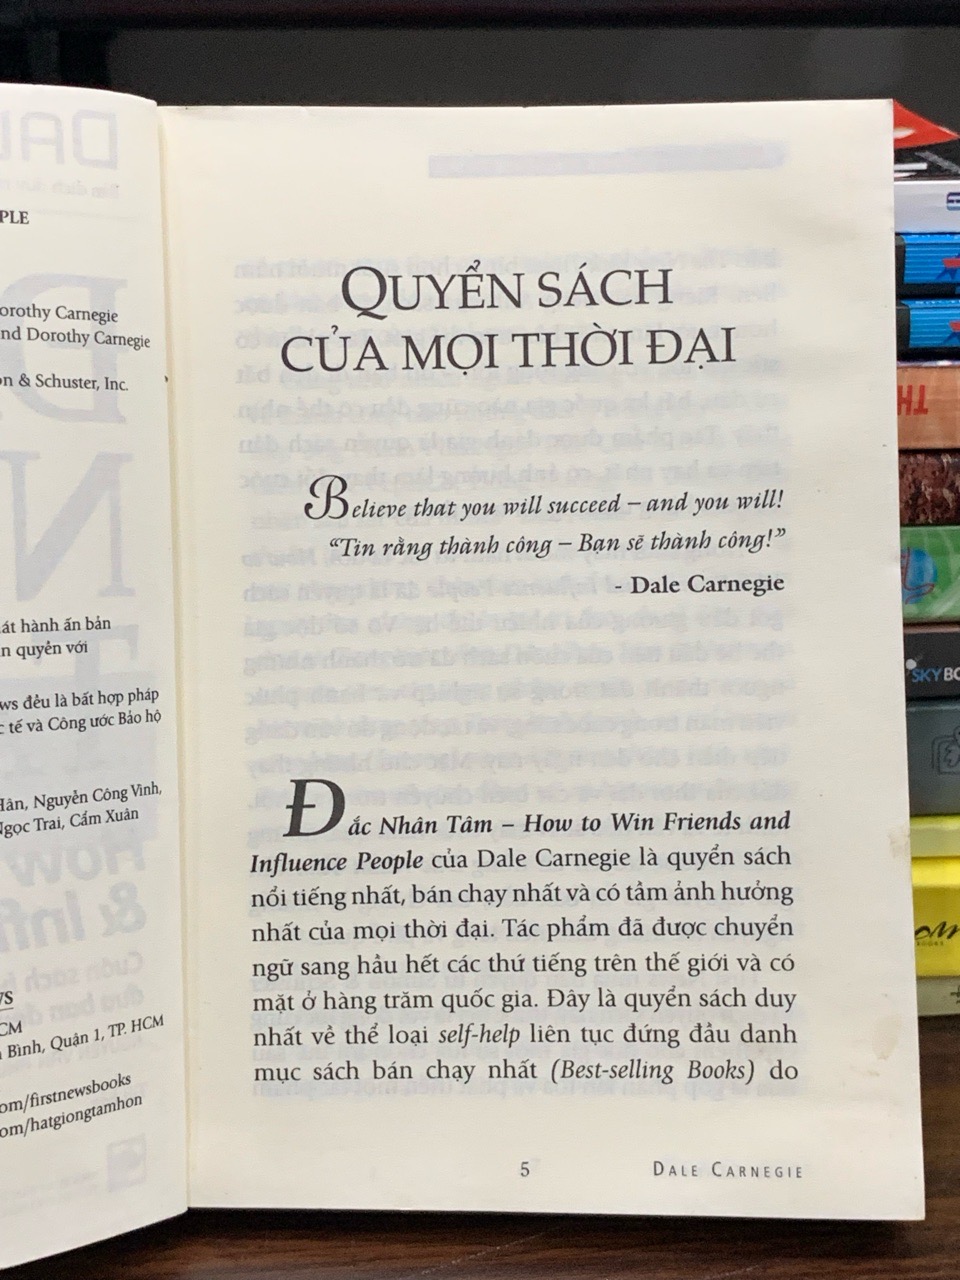 PLE
orothy Carnegie
nd Dorothy Carnegie
n & Schuster, Inc.
át hành ấn bản
n quyền với
ws đều là bất hợp pháp
c tế và Công ước Bảo hộ
Hân, Nguyễn Công Vinh,
Ngọc Trai, Cẩm Xuân
WS
CM
Bình, Quận 1, TP. HCM
om/firstnewsbooks
om/hatgiongtamhon
QUYỂN SÁCH
CỦA MỌI THỜI ĐẠI
Believe that you will succeed – and you will!
“Tin rằng thành công – Bạn sẽ thành công!”
- Dale Carnegie
Đắc Nhân Tâm – How to Win Friends and
Influence People của Dale Carnegie là quyển sách
nổi tiếng nhất, bán chạy nhất và có tầm ảnh hưởng
nhất của mọi thời đại. Tác phẩm đã được chuyển
ngữ sang hầu hết các thứ tiếng trên thế giới và có
mặt ở hàng trăm quốc gia. Đây là quyển sách duy
nhất về thể loại self-help liên tục đứng đầu danh
mục sách bán chạy nhất (Best-selling Books) do
5 DALE CARNEGIE
TH
SKYBO
BOOKS